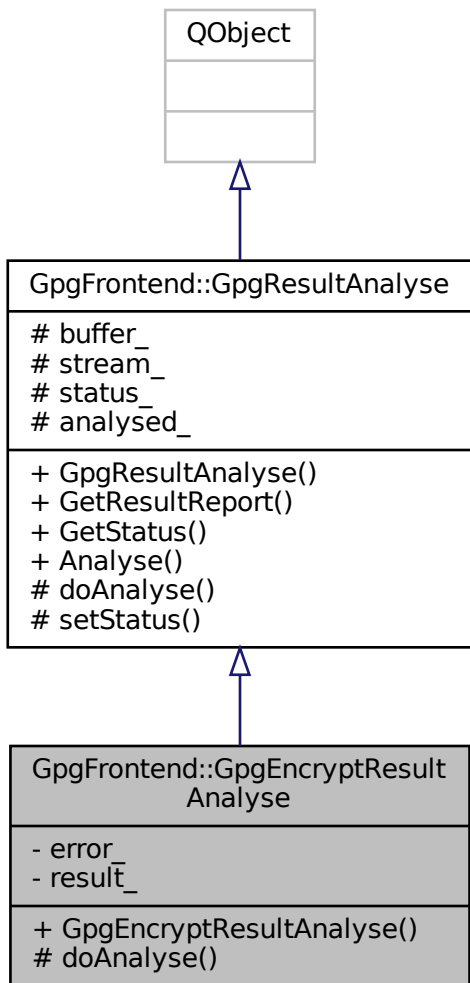 QObject
GpgFrontend::GpgResultAnalyse
# buffer_
# stream_
# status_
# analysed_
+ GpgResultAnalyse()
+ GetResultReport()
+ GetStatus()
+ Analyse()
# doAnalyse()
# setStatus()
GpgFrontend::GpgEncryptResult
Analyse
- error_
- result_
+ GpgEncryptResultAnalyse()
# doAnalyse()